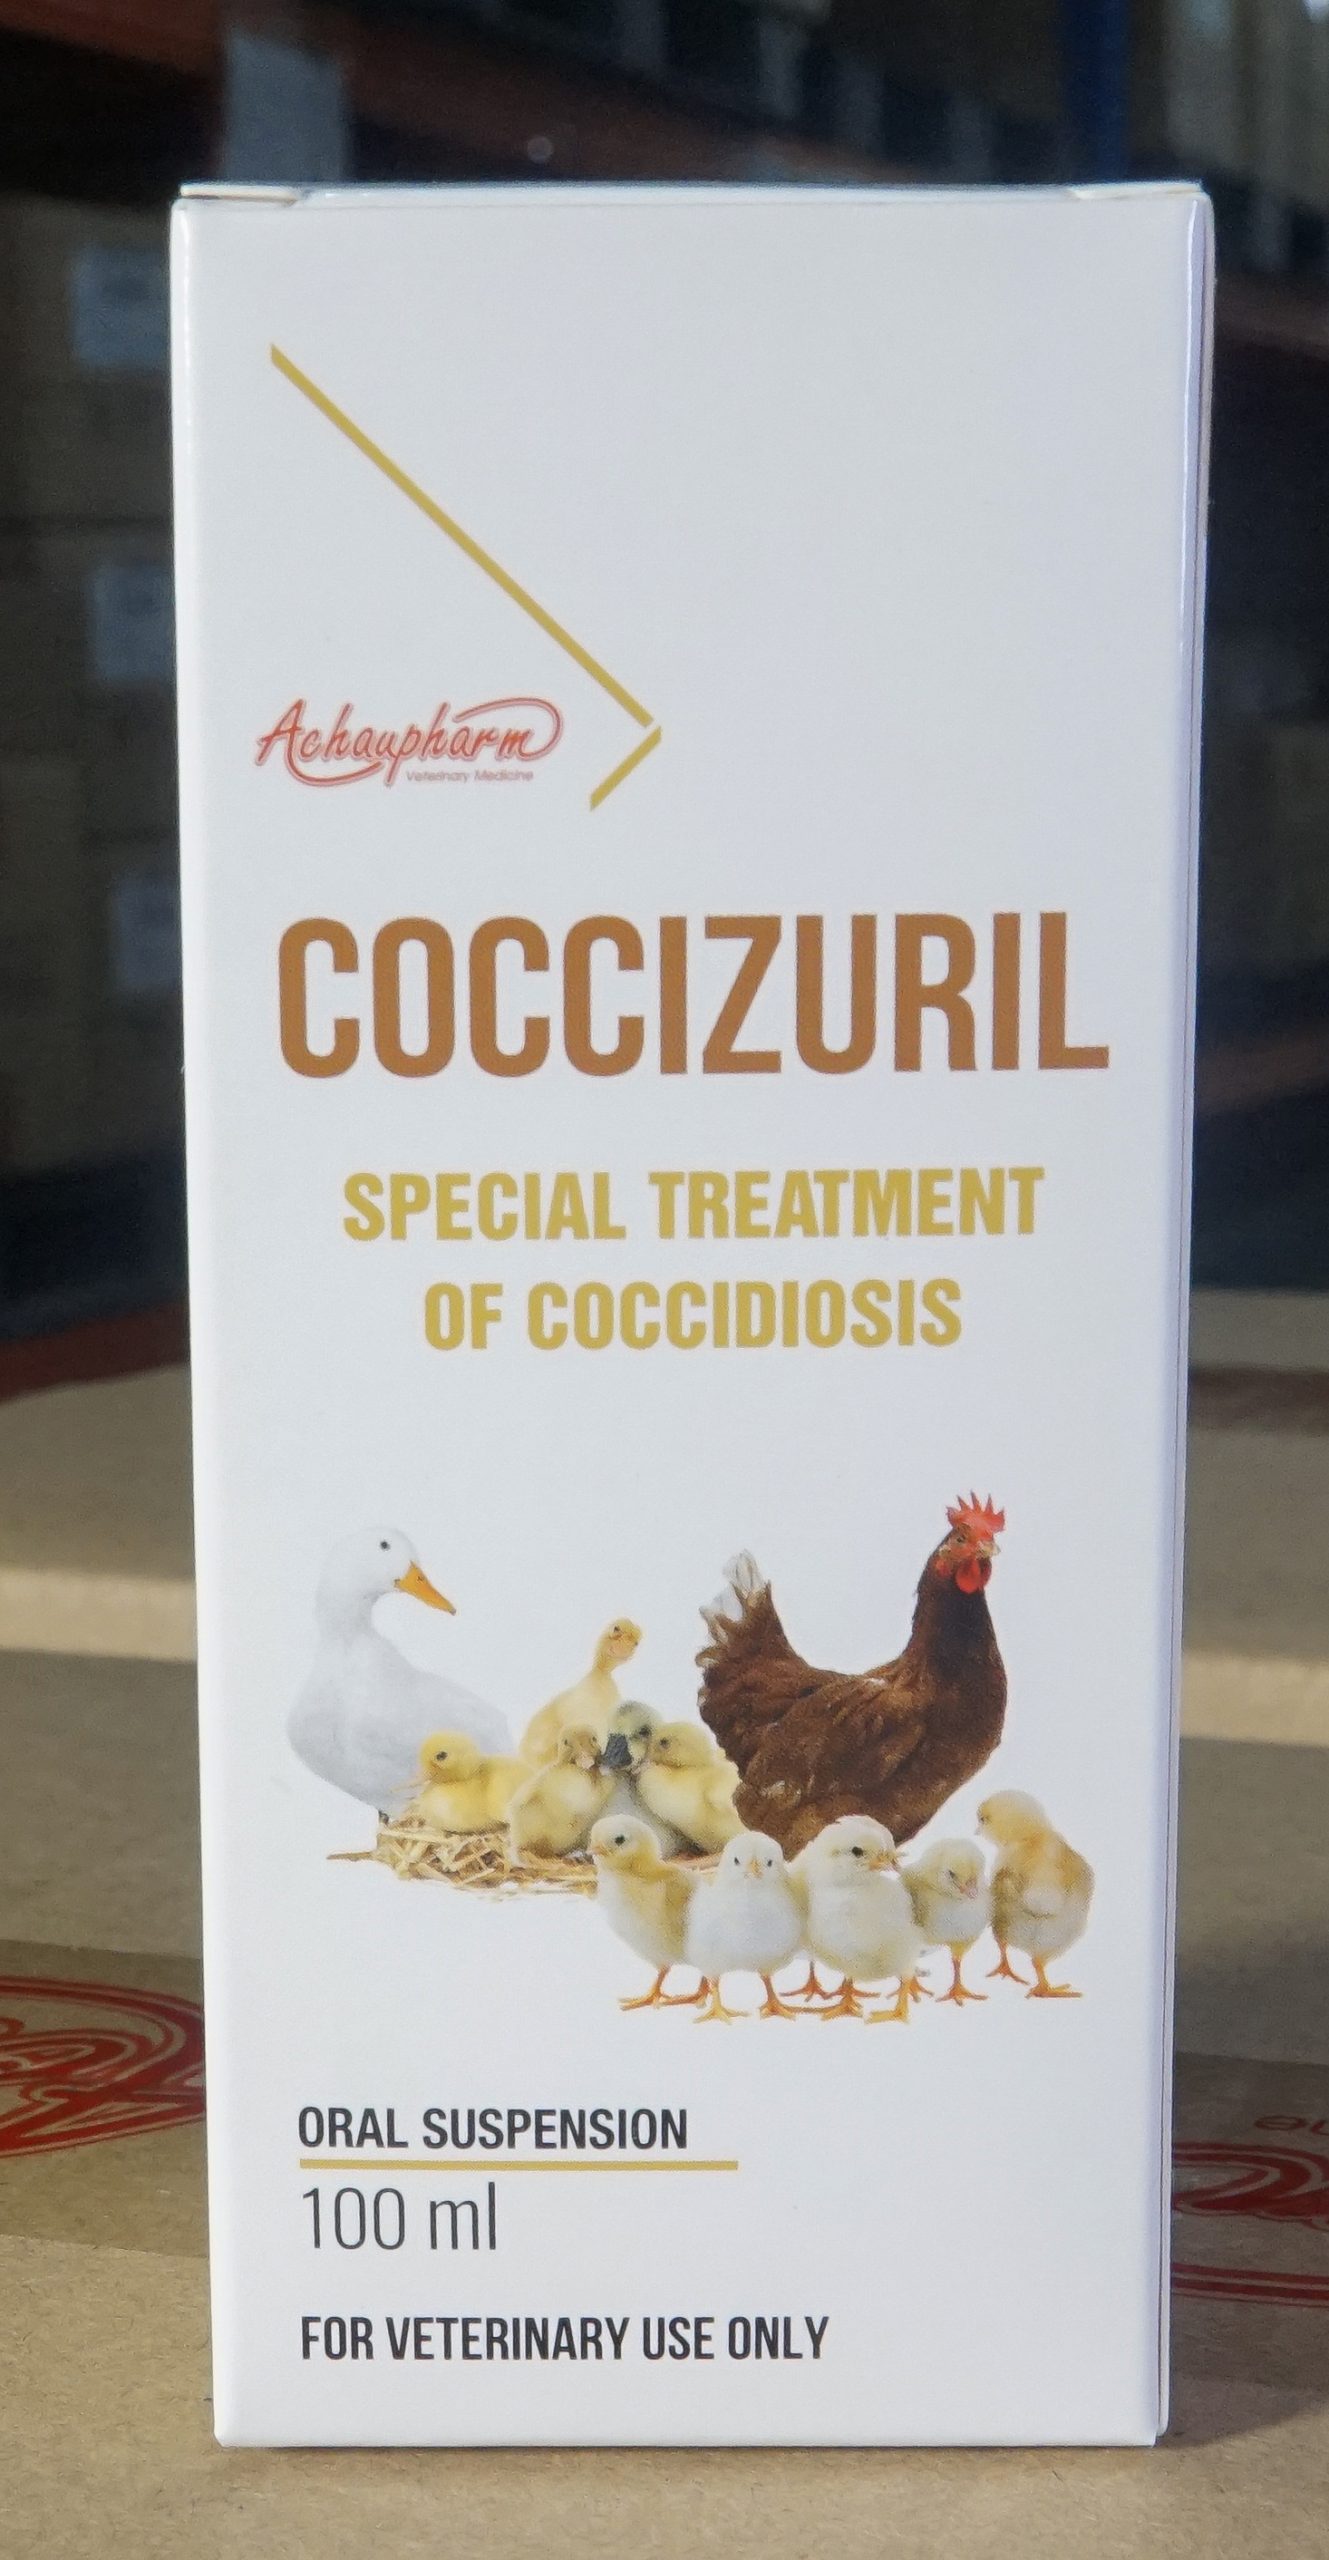 Achaupharm
Veterinary Medicine
COCCIZURIL
SPECIAL TREATMENT
OF COCCIDIOSIS
ORAL SUSPENSION
100 ml
FOR VETERINARY USE ONLY